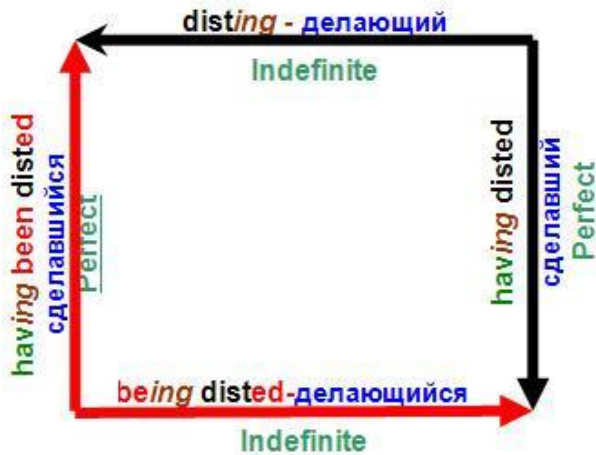 disting - делающий
Indefinite
having been disted
сделавшийся
Perfect
having disted
сделавший
Perfect
being disted-делающийся
Indefinite